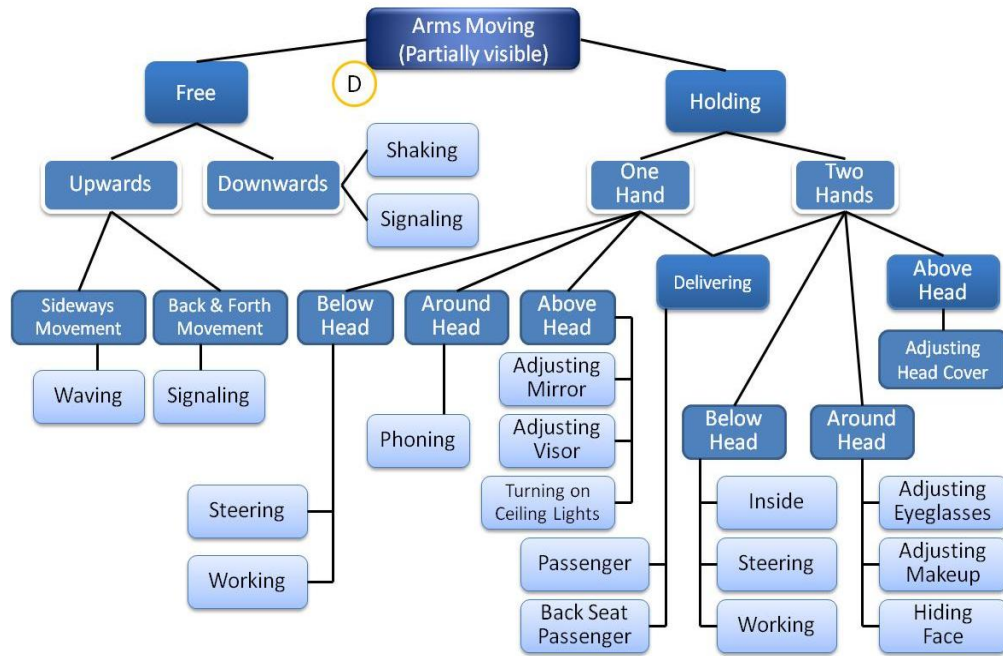 Arms Moving
(Partially visible)
D
Free
Holding
Upwards
Downwards
Shaking
Signaling
One
Hand
Two
Hands
Sideways
Movement
Back & Forth
Movement
Below
Head
Around
Head
Above
Head
Delivering
Above
Head
Waving
Signaling
Adjusting
Mirror
Adjusting
Head Cover
Phoning
Adjusting
Visor
Below
Head
Around
Head
Turning on
Ceiling Lights
Steering
Working
Passenger
Back Seat
Passenger
Inside
Steering
Working
Adjusting
Eyeglasses
Adjusting
Makeup
Hiding
Face